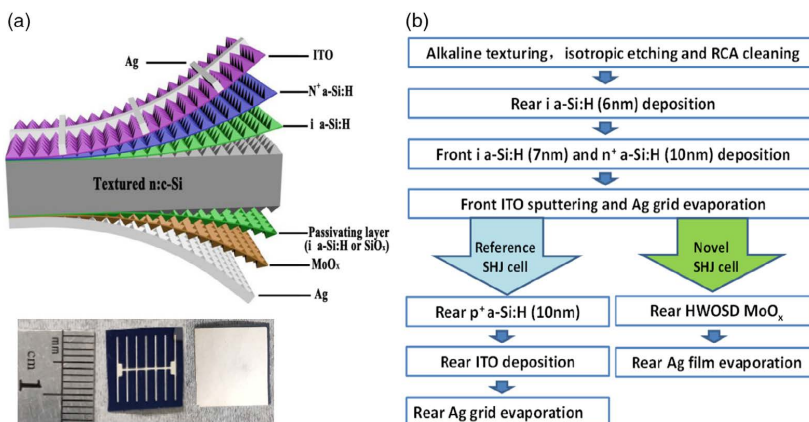 (a)
Ag
ITO
N⁺ a-Si:H
i a-Si:H
Textured n:c-Si
Passivating layer
(i a-Si:H or SiOₓ)
MoOₓ
Ag
cm
1
mm
(b)
Alkaline texturing, isotropic etching and RCA cleaning
Rear i a-Si:H (6nm) deposition
Front i a-Si:H (7nm) and n⁺ a-Si:H (10nm) deposition
Front ITO sputtering and Ag grid evaporation
Reference
SHJ cell
Novel
SHJ cell
Rear p⁺ a-Si:H (10nm)
Rear HWOSD MoOₓ
Rear ITO deposition
Rear Ag film evaporation
Rear Ag grid evaporation